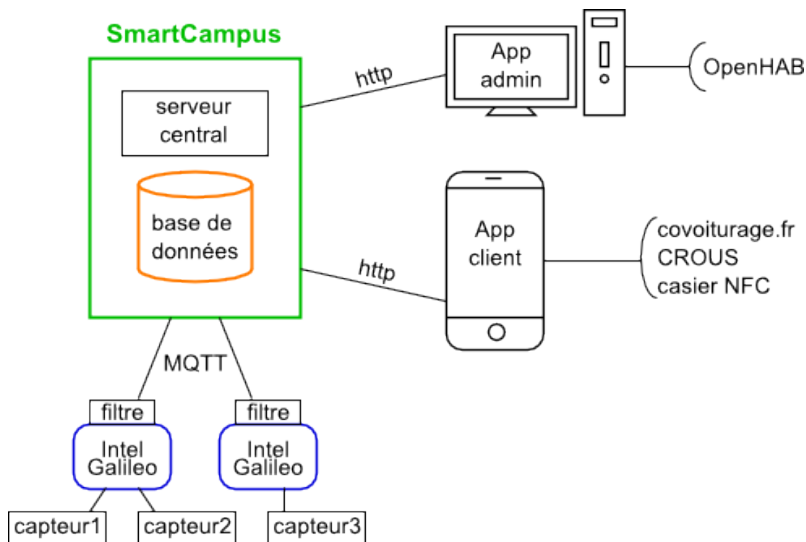 SmartCampus
serveur
central
base de
données
http
App
admin
OpenHAB
http
App
client
covoiturage.fr
CROUS
casier NFC
MQTT
filtre
filtre
Intel
Galileo
Intel
Galileo
capteur1
capteur2
capteur3